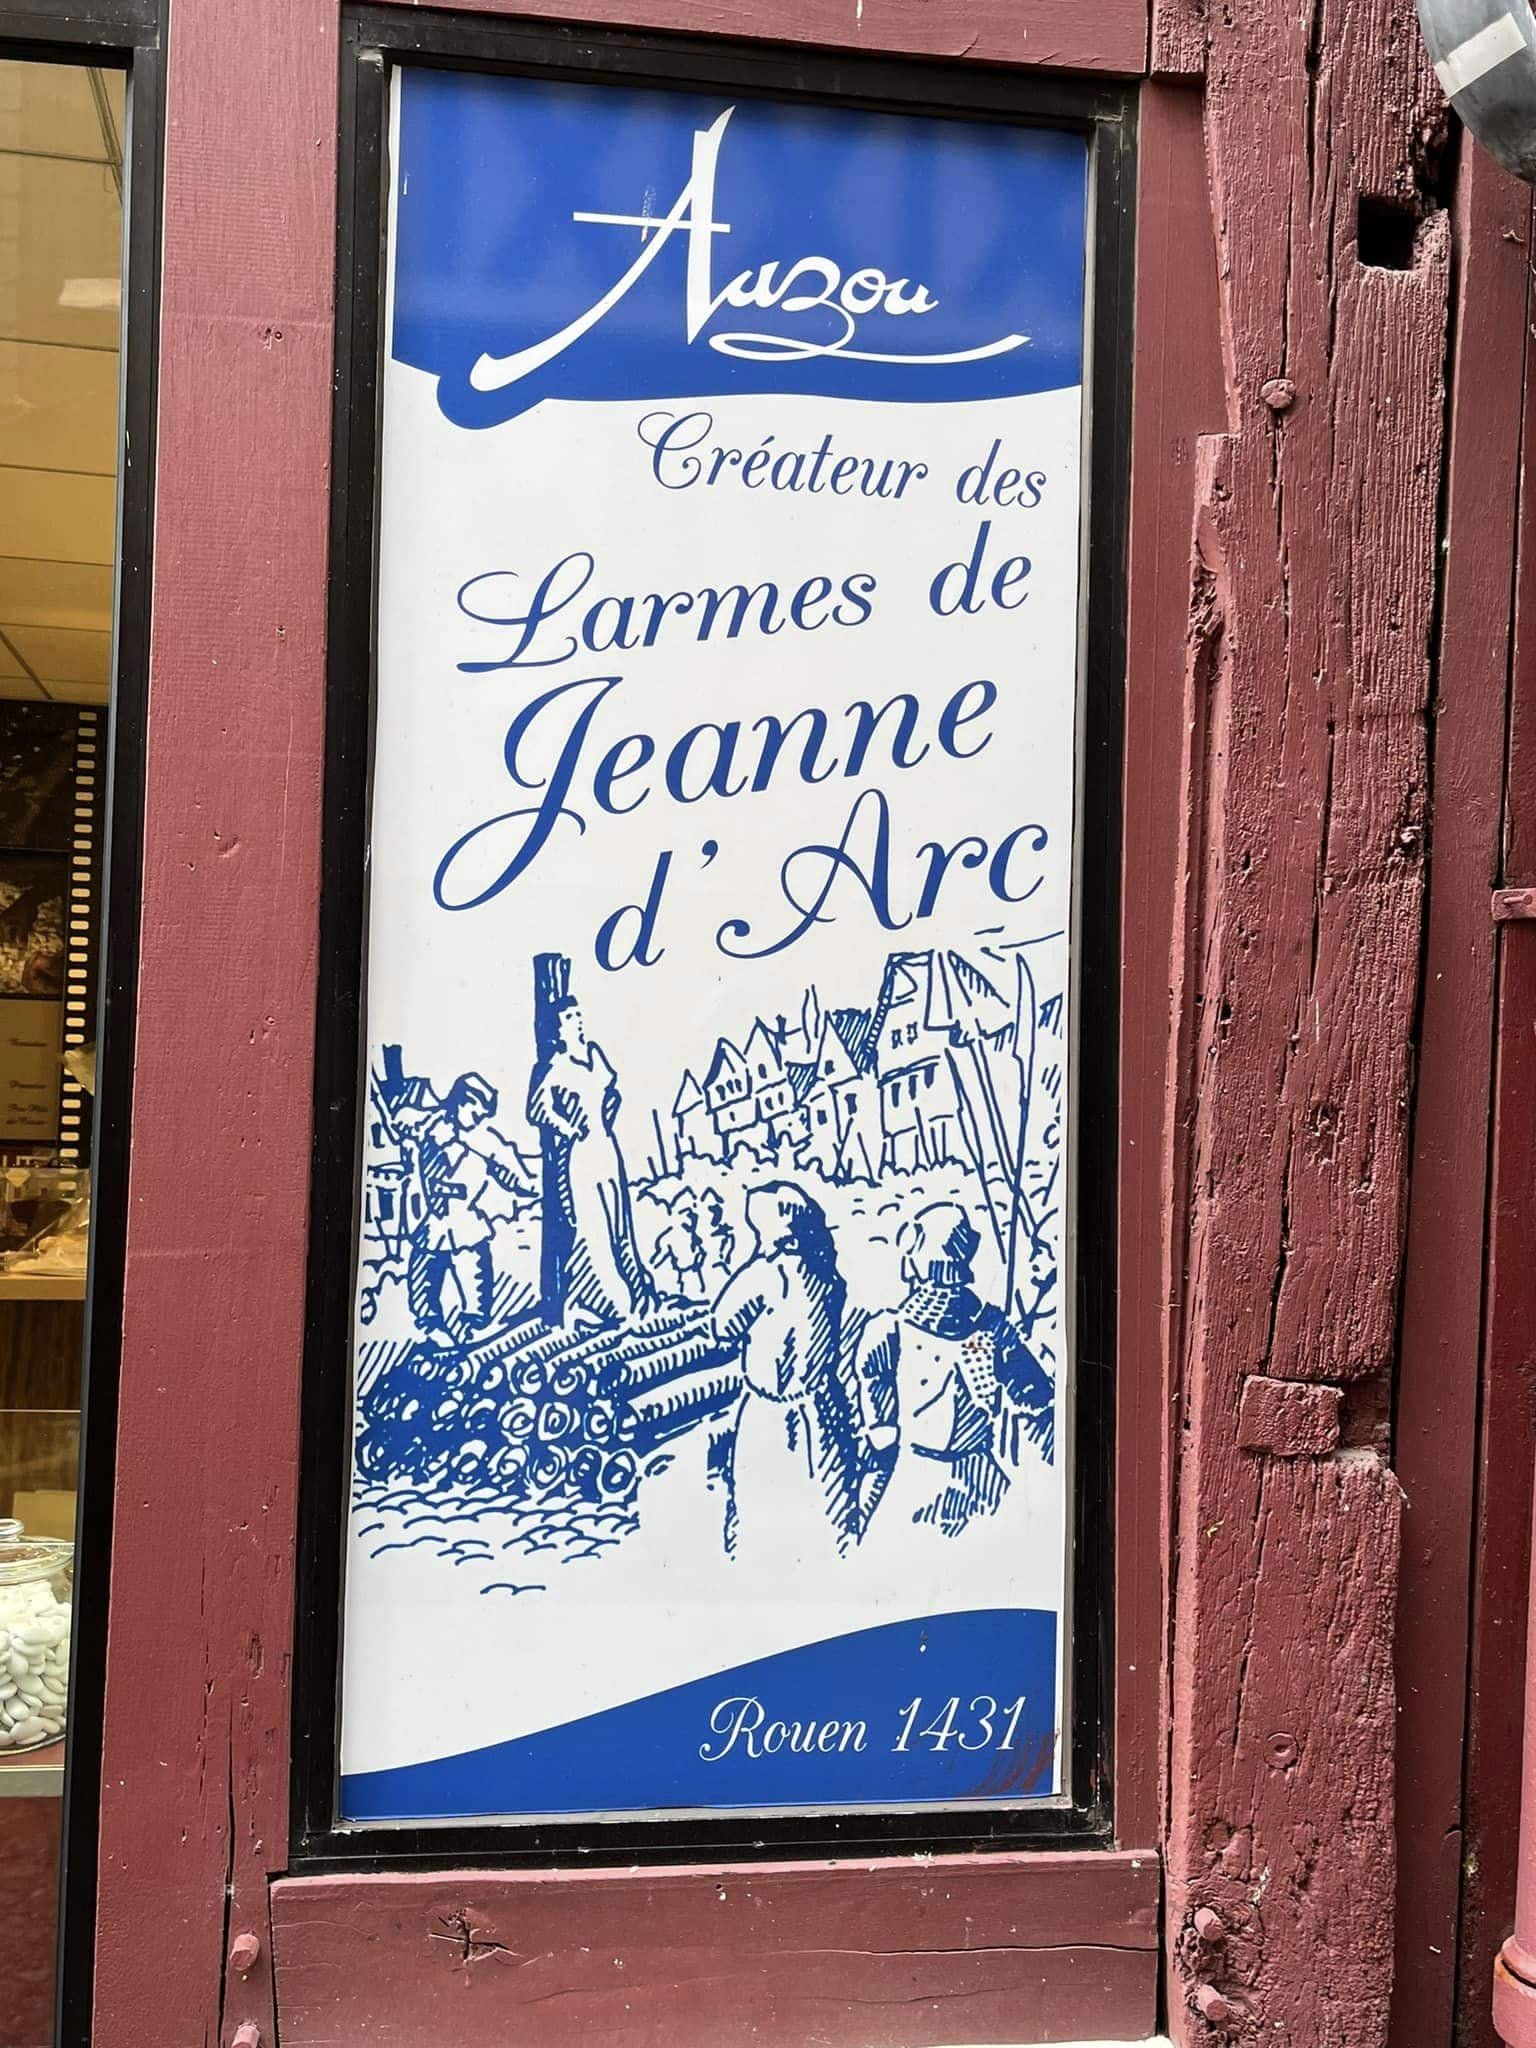 Auzou
Créateur des
Larmes de
Jeanne
d'Arc
Rouen 1431